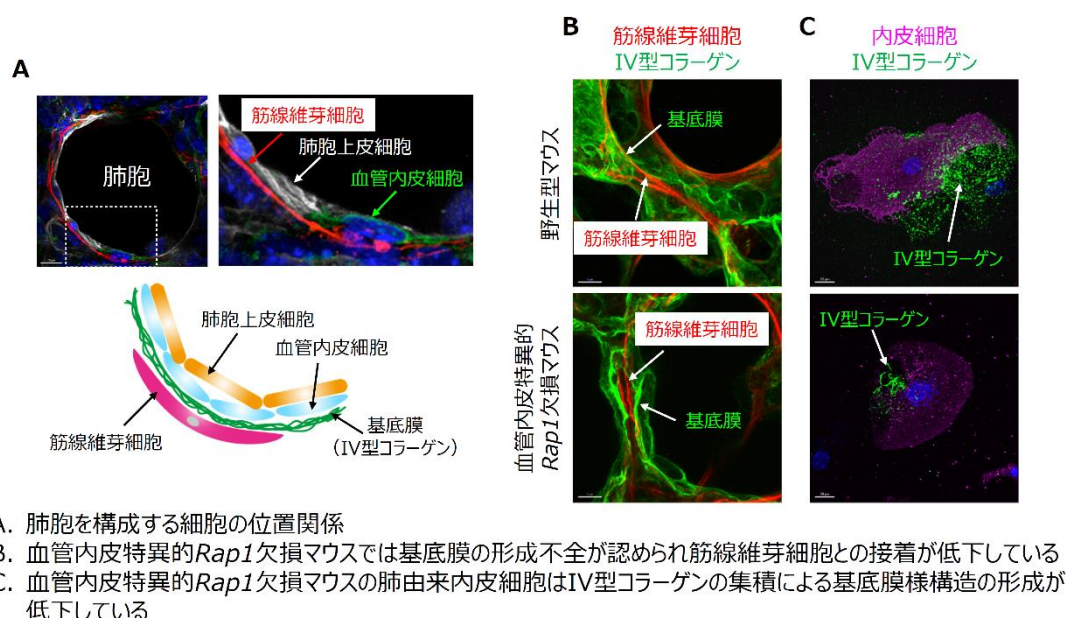 A
筋線維芽細胞
肺胞上皮細胞
血管内皮細胞
肺胞
肺胞上皮細胞
血管内皮細胞
基底膜
(IV型コラーゲン)
筋線維芽細胞
B
筋線維芽細胞
IV型コラーゲン
野生型マウス
基底膜
筋線維芽細胞
血管内皮特異的
Rap1欠損マウス
筋線維芽細胞
基底膜
C
内皮細胞
IV型コラーゲン
IV型コラーゲン
IV型コラーゲン
A. 肺胞を構成する細胞の位置関係
B. 血管内皮特異的Rap1欠損マウスでは基底膜の形成不全が認められ筋線維芽細胞との接着が低下している
C. 血管内皮特異的Rap1欠損マウスの肺由来内皮細胞はIV型コラーゲンの集積による基底膜様構造の形成が
低下している